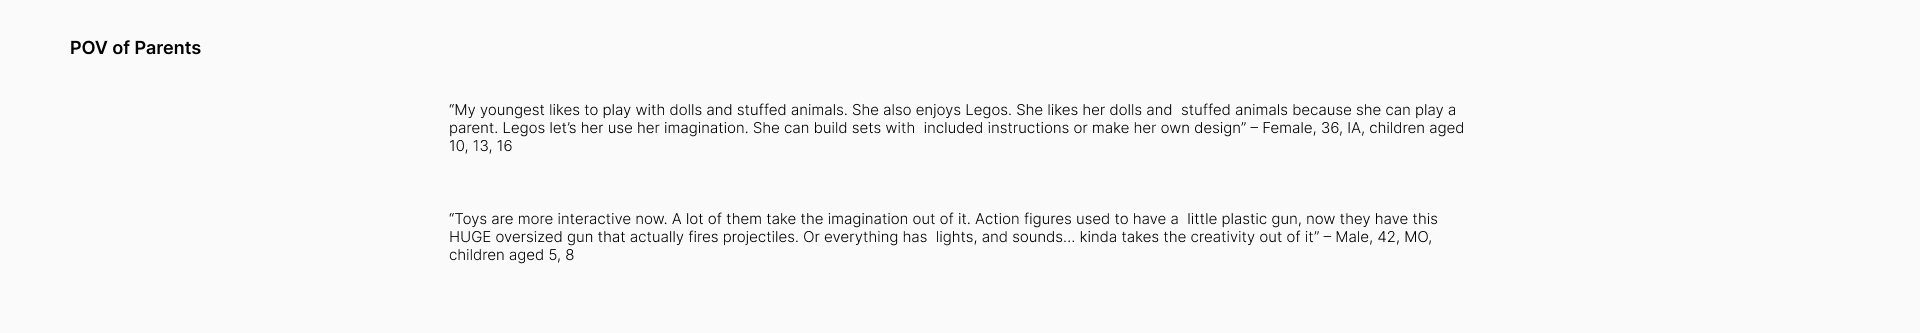 POV of Parents
“My youngest likes to play with dolls and stuffed animals. She also enjoys Legos. She likes her dolls and  stuffed animals because she can play a
parent. Legos let’s her use her imagination. She can build sets with  included instructions or make her own design” – Female, 36, IA, children aged
10, 13, 16
“Toys are more interactive now. A lot of them take the imagination out of it. Action figures used to have a  little plastic gun, now they have this
HUGE oversized gun that actually fires projectiles. Or everything has  lights, and sounds… kinda takes the creativity out of it” – Male, 42, MO,
children aged 5, 8